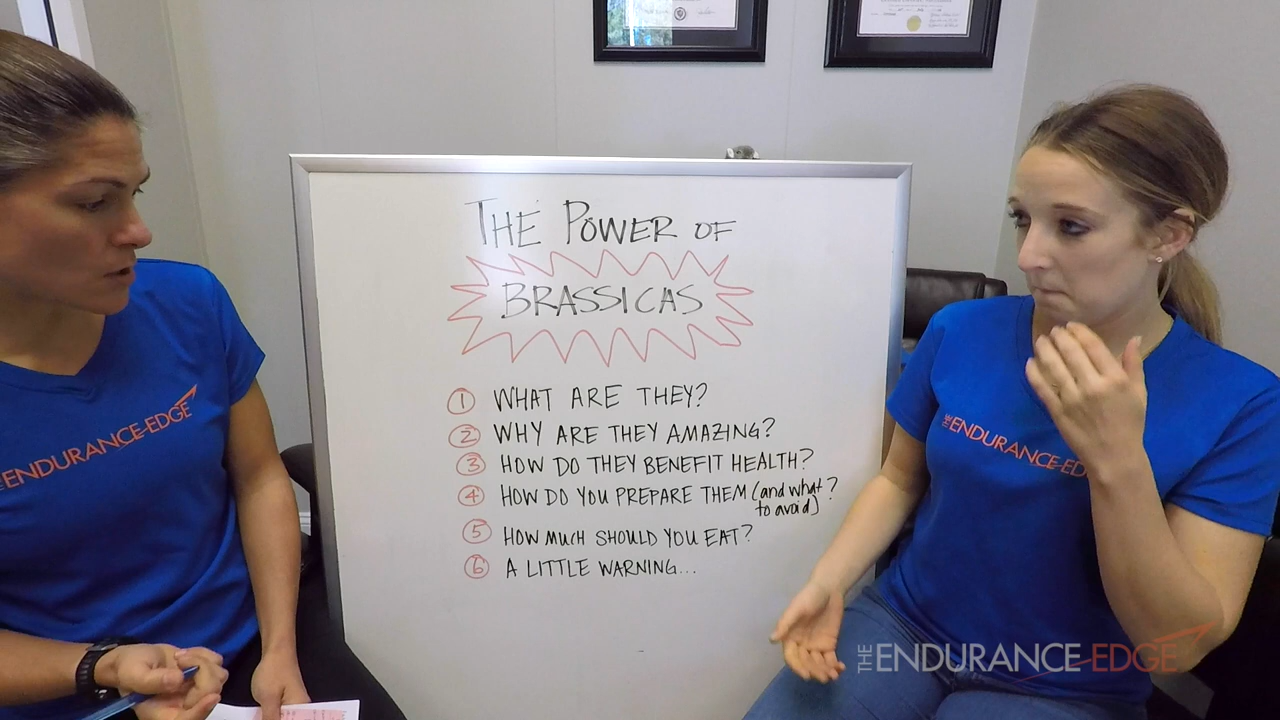 THE POWER OF
BRASSICAS
1 WHAT ARE THEY?
2 WHY ARE THEY AMAZING?
3 HOW DO THEY BENEFIT HEALTH?
4 HOW DO YOU PREPARE THEM (and what ?
to avoid)
5 HOW MUCH SHOULD YOU EAT?
6 A LITTLE WARNING...
THE ENDURANCE EDGE
ENDURANCE-EDGE
THE ENDURANCE EDGE